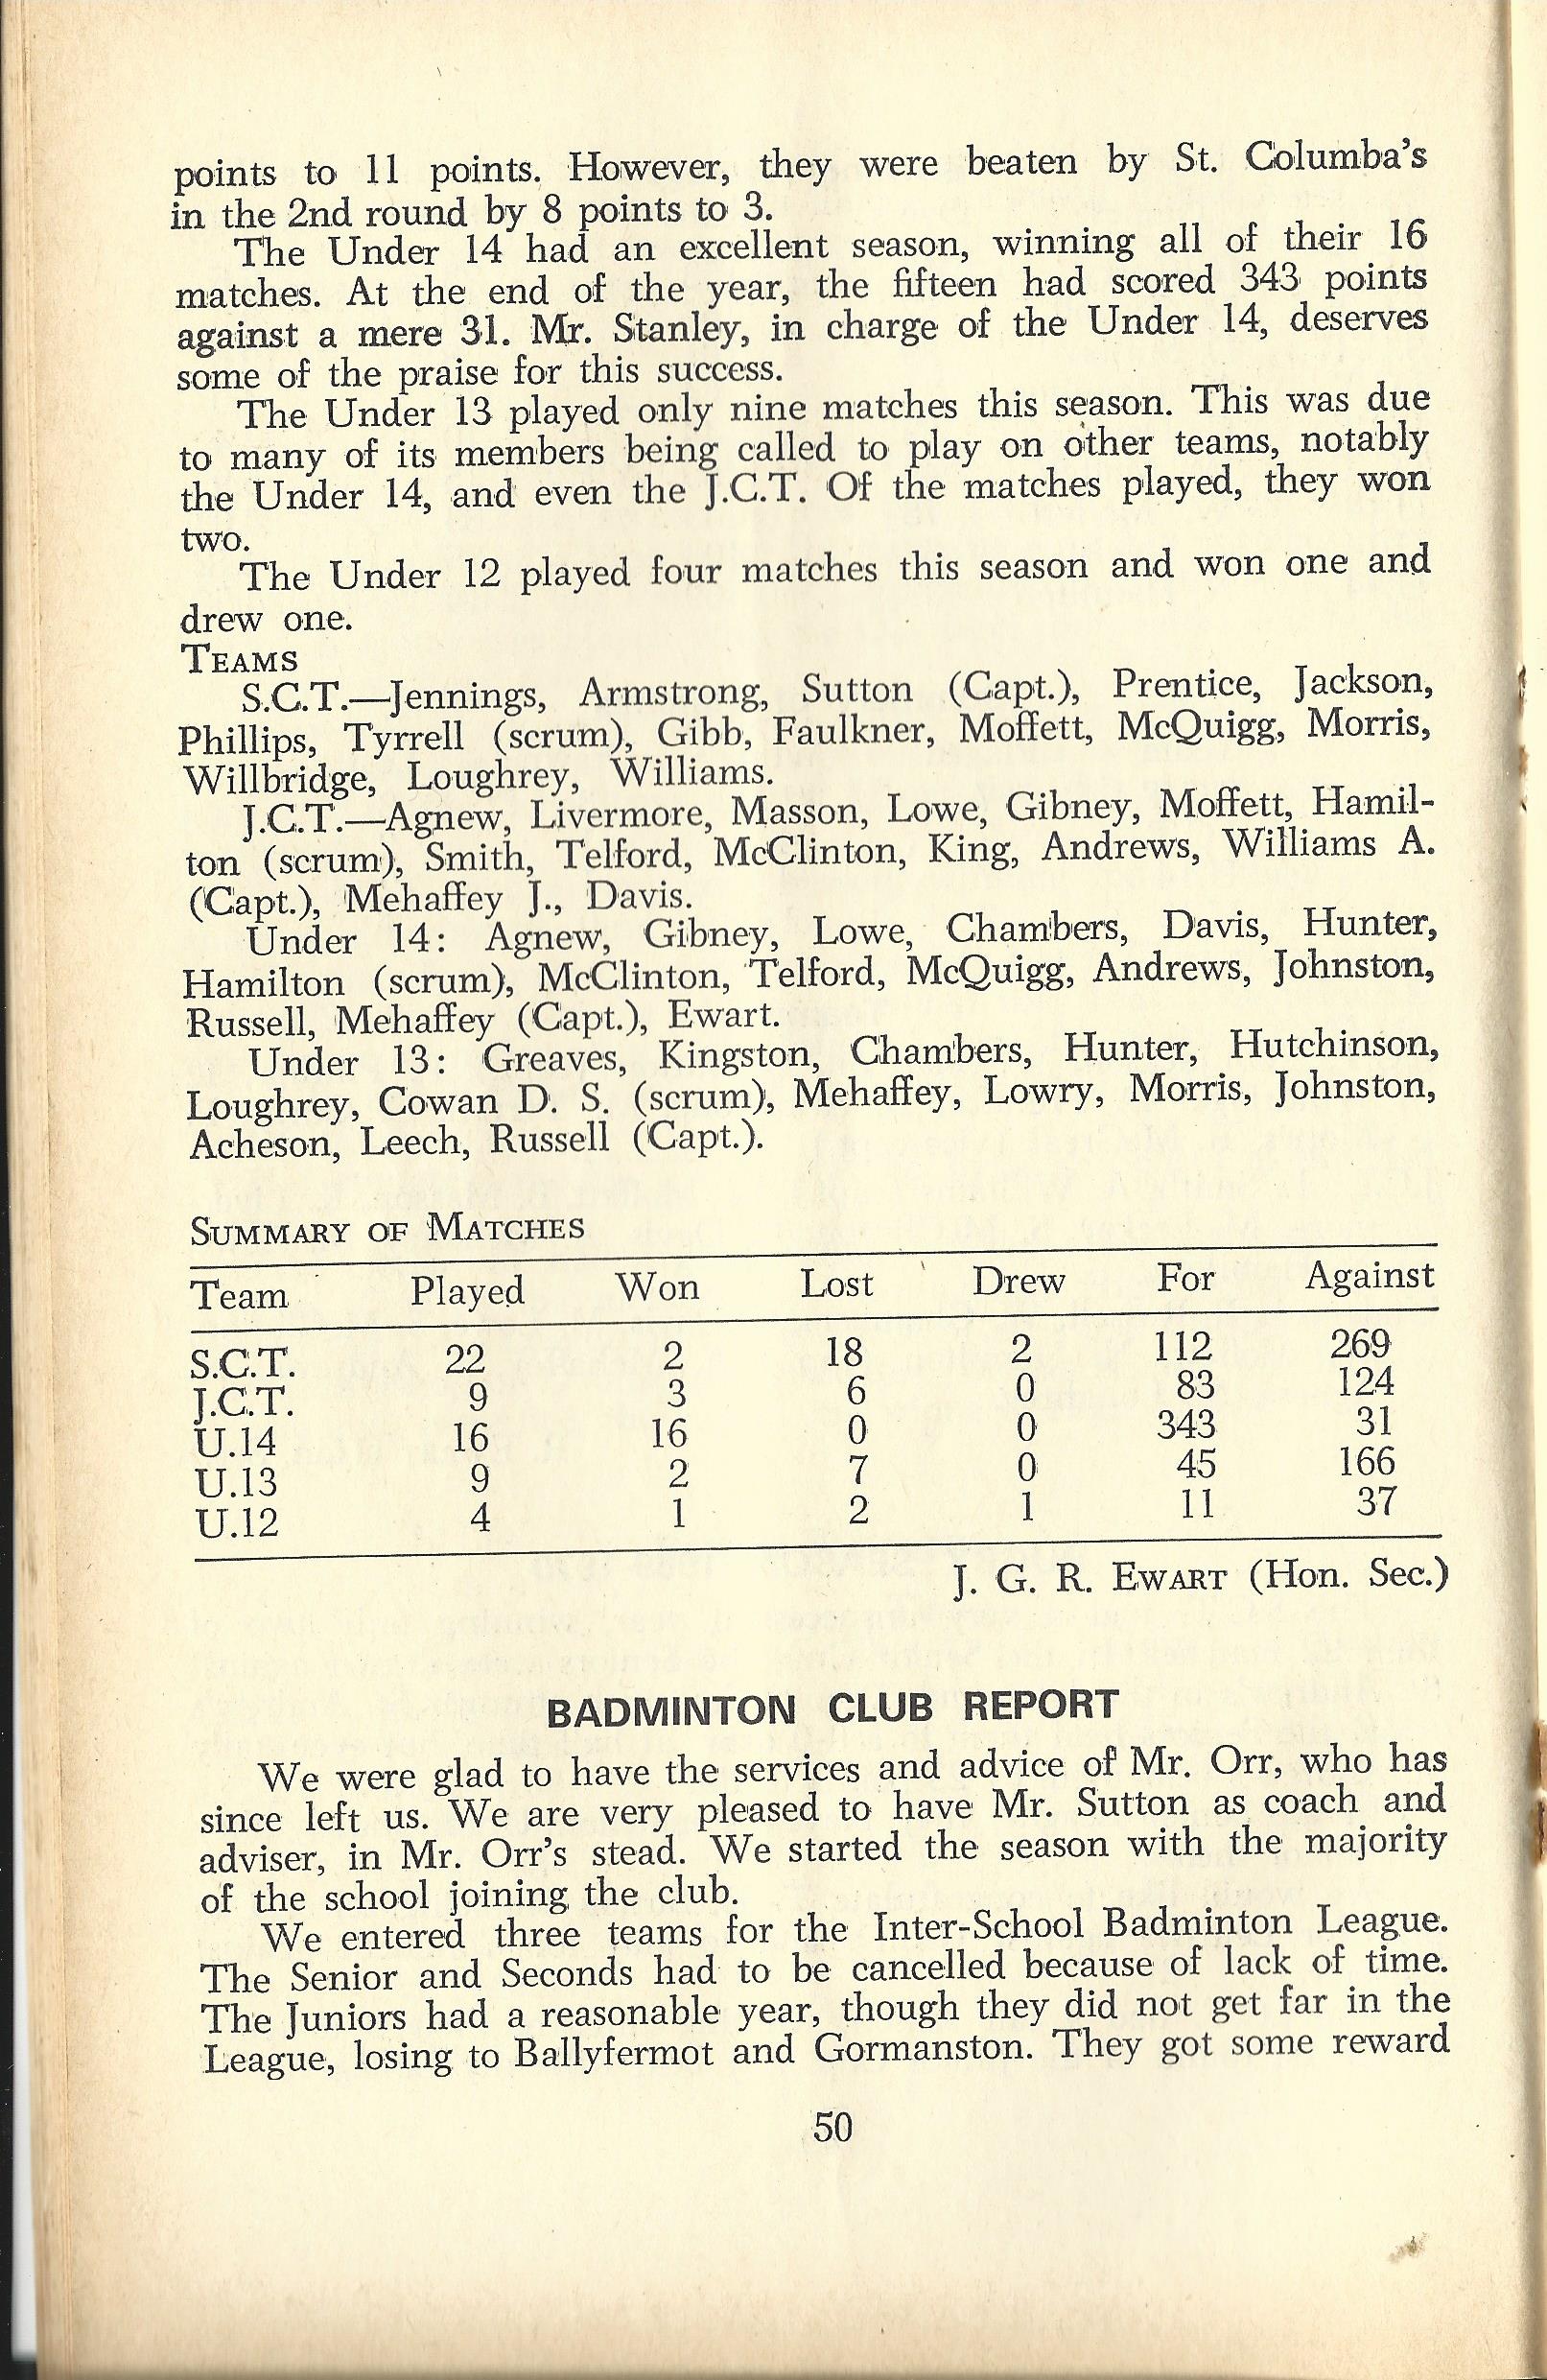 points to 11 points. However, they were beaten by St. Columba's
in the 2nd round by 8 points to 3.
The Under 14 had an excellent season, winning all of their 16
matches. At the end of the year, the fifteen had scored 343 points
against a mere 31. Mr. Stanley, in charge of the Under 14, deserves
some of the praise for this success.
The Under 13 played only nine matches this season. This was due
to many of its members being called to play on other teams, notably
the Under 14, and even the J.C.T. Of the matches played, they won
two.
The Under 12 played four matches this season and won one and
drew one.
TEAMS
S.C.T.—Jennings, Armstrong, Sutton (Capt.), Prentice, Jackson,
Phillips, Tyrrell (scrum), Gibb, Faulkner, Moffett, McQuigg, Morris,
Willbridge, Loughrey, Williams.
J.C.T.—Agnew, Livermore, Masson, Lowe, Gibney, Moffett, Hamil-
ton (scrum), Smith, Telford, McClinton, King, Andrews, Williams A.
(Capt.), Mehaffey J., Davis.
Under 14: Agnew, Gibney, Lowe, Chambers, Davis, Hunter,
Hamilton (scrum), McClinton, Telford, McQuigg, Andrews, Johnston,
Russell, Mehaffey (Capt.), Ewart.
Under 13: Greaves, Kingston, Chambers, Hunter, Hutchinson,
Loughrey, Cowan D. S. (scrum), Mehaffey, Lowry, Morris, Johnston,
Acheson, Leech, Russell (Capt.).
SUMMARY OF MATCHES
Team Played Won Lost Drew For Against
S.C.T. 22 2 18 2 112 269
J.C.T. 9 3 6 0 83 124
U.14 16 16 0 0 343 31
U.13 9 2 7 0 45 166
U.12 4 1 2 1 11 37
J. G. R. EWART (Hon. Sec.)
BADMINTON CLUB REPORT
We were glad to have the services and advice of Mr. Orr, who has
since left us. We are very pleased to have Mr. Sutton as coach and
adviser, in Mr. Orr's stead. We started the season with the majority
of the school joining the club.
We entered three teams for the Inter-School Badminton League.
The Senior and Seconds had to be cancelled because of lack of time.
The Juniors had a reasonable year, though they did not get far in the
League, losing to Ballyfermot and Gormanston. They got some reward
50